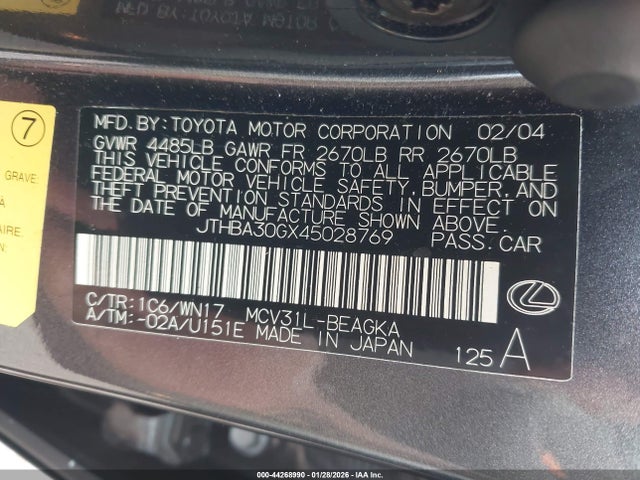 7
GRAVE:
MFD. BY: TOYOTA MOTOR CORPORATION 02/04
GVWR 4485LB GAWR FR 2670LB RR 2670LB
THIS VEHICLE CONFORMS TO ALL APPLICABLE
FEDERAL MOTOR VEHICLE SAFETY, BUMPER, AND
THEFT PREVENTION STANDARDS IN EFFECT ON
THE DATE OF MANUFACTURE SHOWN ABOVE.
JTHBA30GX45028769 PASS. CAR
C/TR: 1C6/WN17 MCV31L-BEAGKA
A/TM: -02A/U151E MADE IN JAPAN 125 A
000-44268990 | 01/28/2026 - IAA Inc.